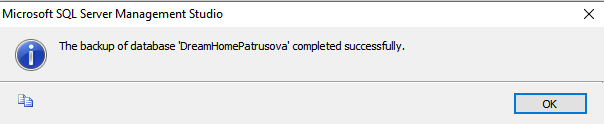 Microsoft SQL Server Management Studio
The backup of database 'DreamHomePatrusova' completed successfully.
OK